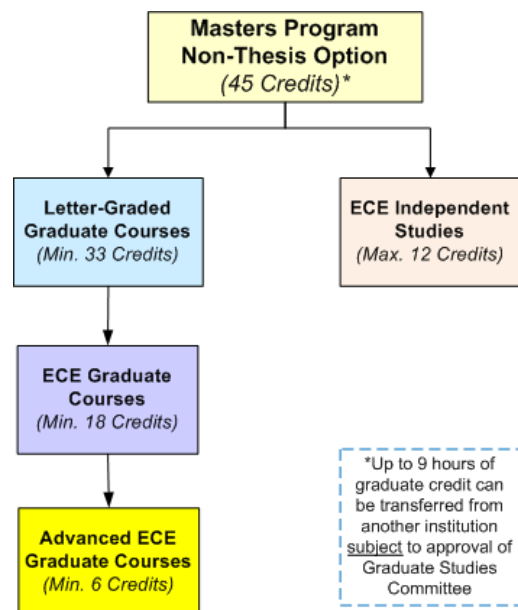 Masters Program
Non-Thesis Option
(45 Credits)*
Letter-Graded
Graduate Courses
(Min. 33 Credits)
ECE Independent
Studies
(Max. 12 Credits)
ECE Graduate
Courses
(Min. 18 Credits)
Advanced ECE
Graduate Courses
(Min. 6 Credits)
*Up to 9 hours of
graduate credit can
be transferred from
another institution
subject to approval of
Graduate Studies
Committee